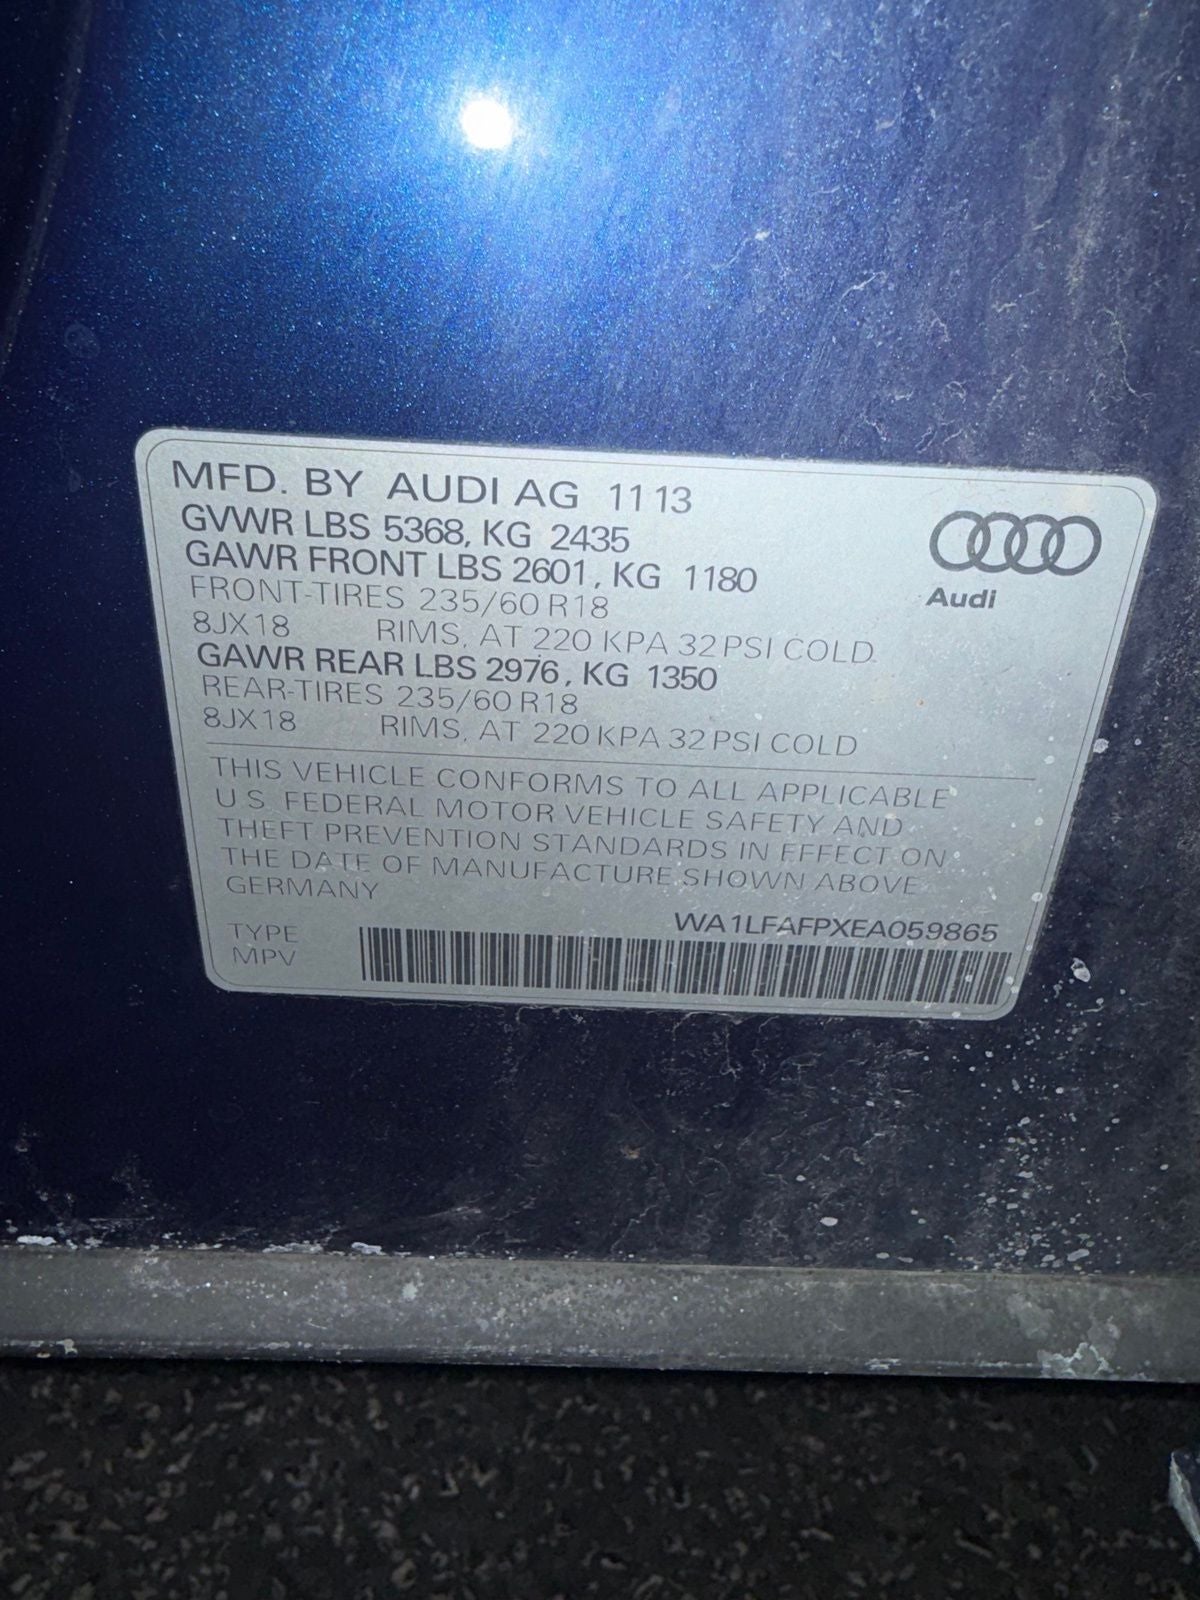 MFD. BY AUDI AG 11 13
GVWR LBS 5368, KG 2435
GAWR FRONT LBS 2601, KG 1180
FRONT-TIRES 235/60 R18
8JX18 RIMS, AT 220 KPA 32 PSI COLD
GAWR REAR LBS 2976, KG 1350
REAR-TIRES 235/60 R18
8JX18 RIMS, AT 220 KPA 32 PSI COLD
Audi
THIS VEHICLE CONFORMS TO ALL APPLICABLE
U.S. FEDERAL MOTOR VEHICLE SAFETY AND
THEFT PREVENTION STANDARDS IN EFFECT ON
THE DATE OF MANUFACTURE SHOWN ABOVE
GERMANY
WA1LFAFPXEA059865
TYPE
MPV